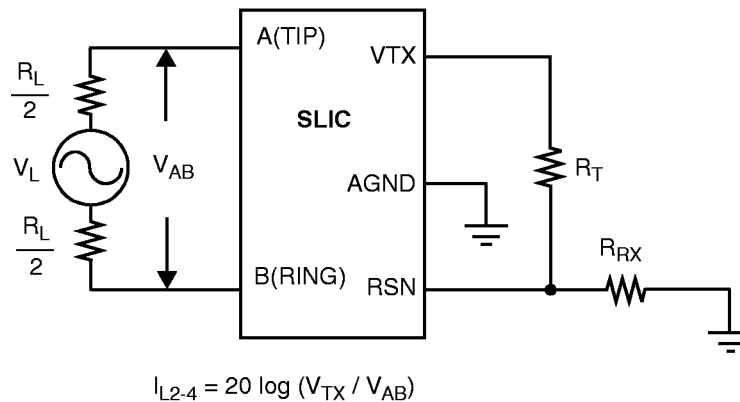 A(TIP)
VTX
R_L
2
SLIC
V_L
V_AB
R_T
AGND
R_L
2
R_RX
B(RING)
RSN
I_L2-4 = 20 log (V_TX / V_AB)